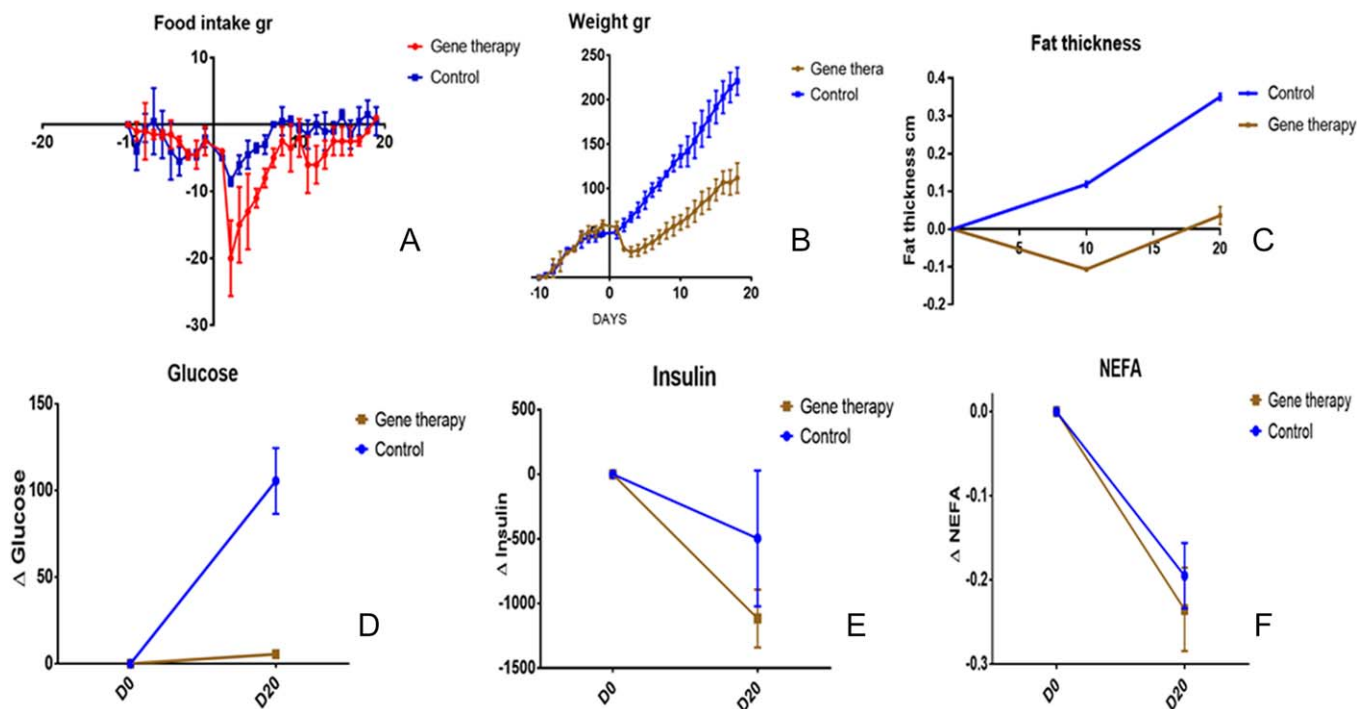 Food intake gr
10
-20
-10
20
-10
-20
-30
Gene therapy
Control
A
Weight gr
250
200
150
100
-10
0
10
20
DAYS
Gene thera
Control
B
Fat thickness
Fat thickness cm
0.4
0.3
0.2
0.1
0.0
-0.1
-0.2
5
10
15
20
Control
Gene therapy
C
Glucose
Δ Glucose
150
100
50
0
D0
D20
Gene therapy
Control
D
Insulin
Δ Insulin
500
0
-500
-1000
-1500
D0
D20
Gene therapy
Control
E
NEFA
Δ NEFA
0.0
-0.1
-0.2
-0.3
D0
D20
Gene therapy
Control
F